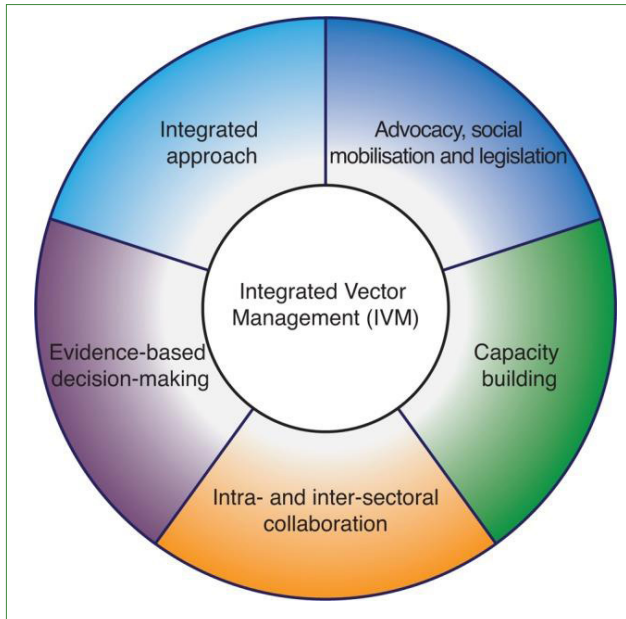 Integrated
approach
Advocacy, social
mobilisation and legislation
Integrated Vector
Management (IVM)
Evidence-based
decision-making
Capacity
building
Intra- and inter-sectoral
collaboration